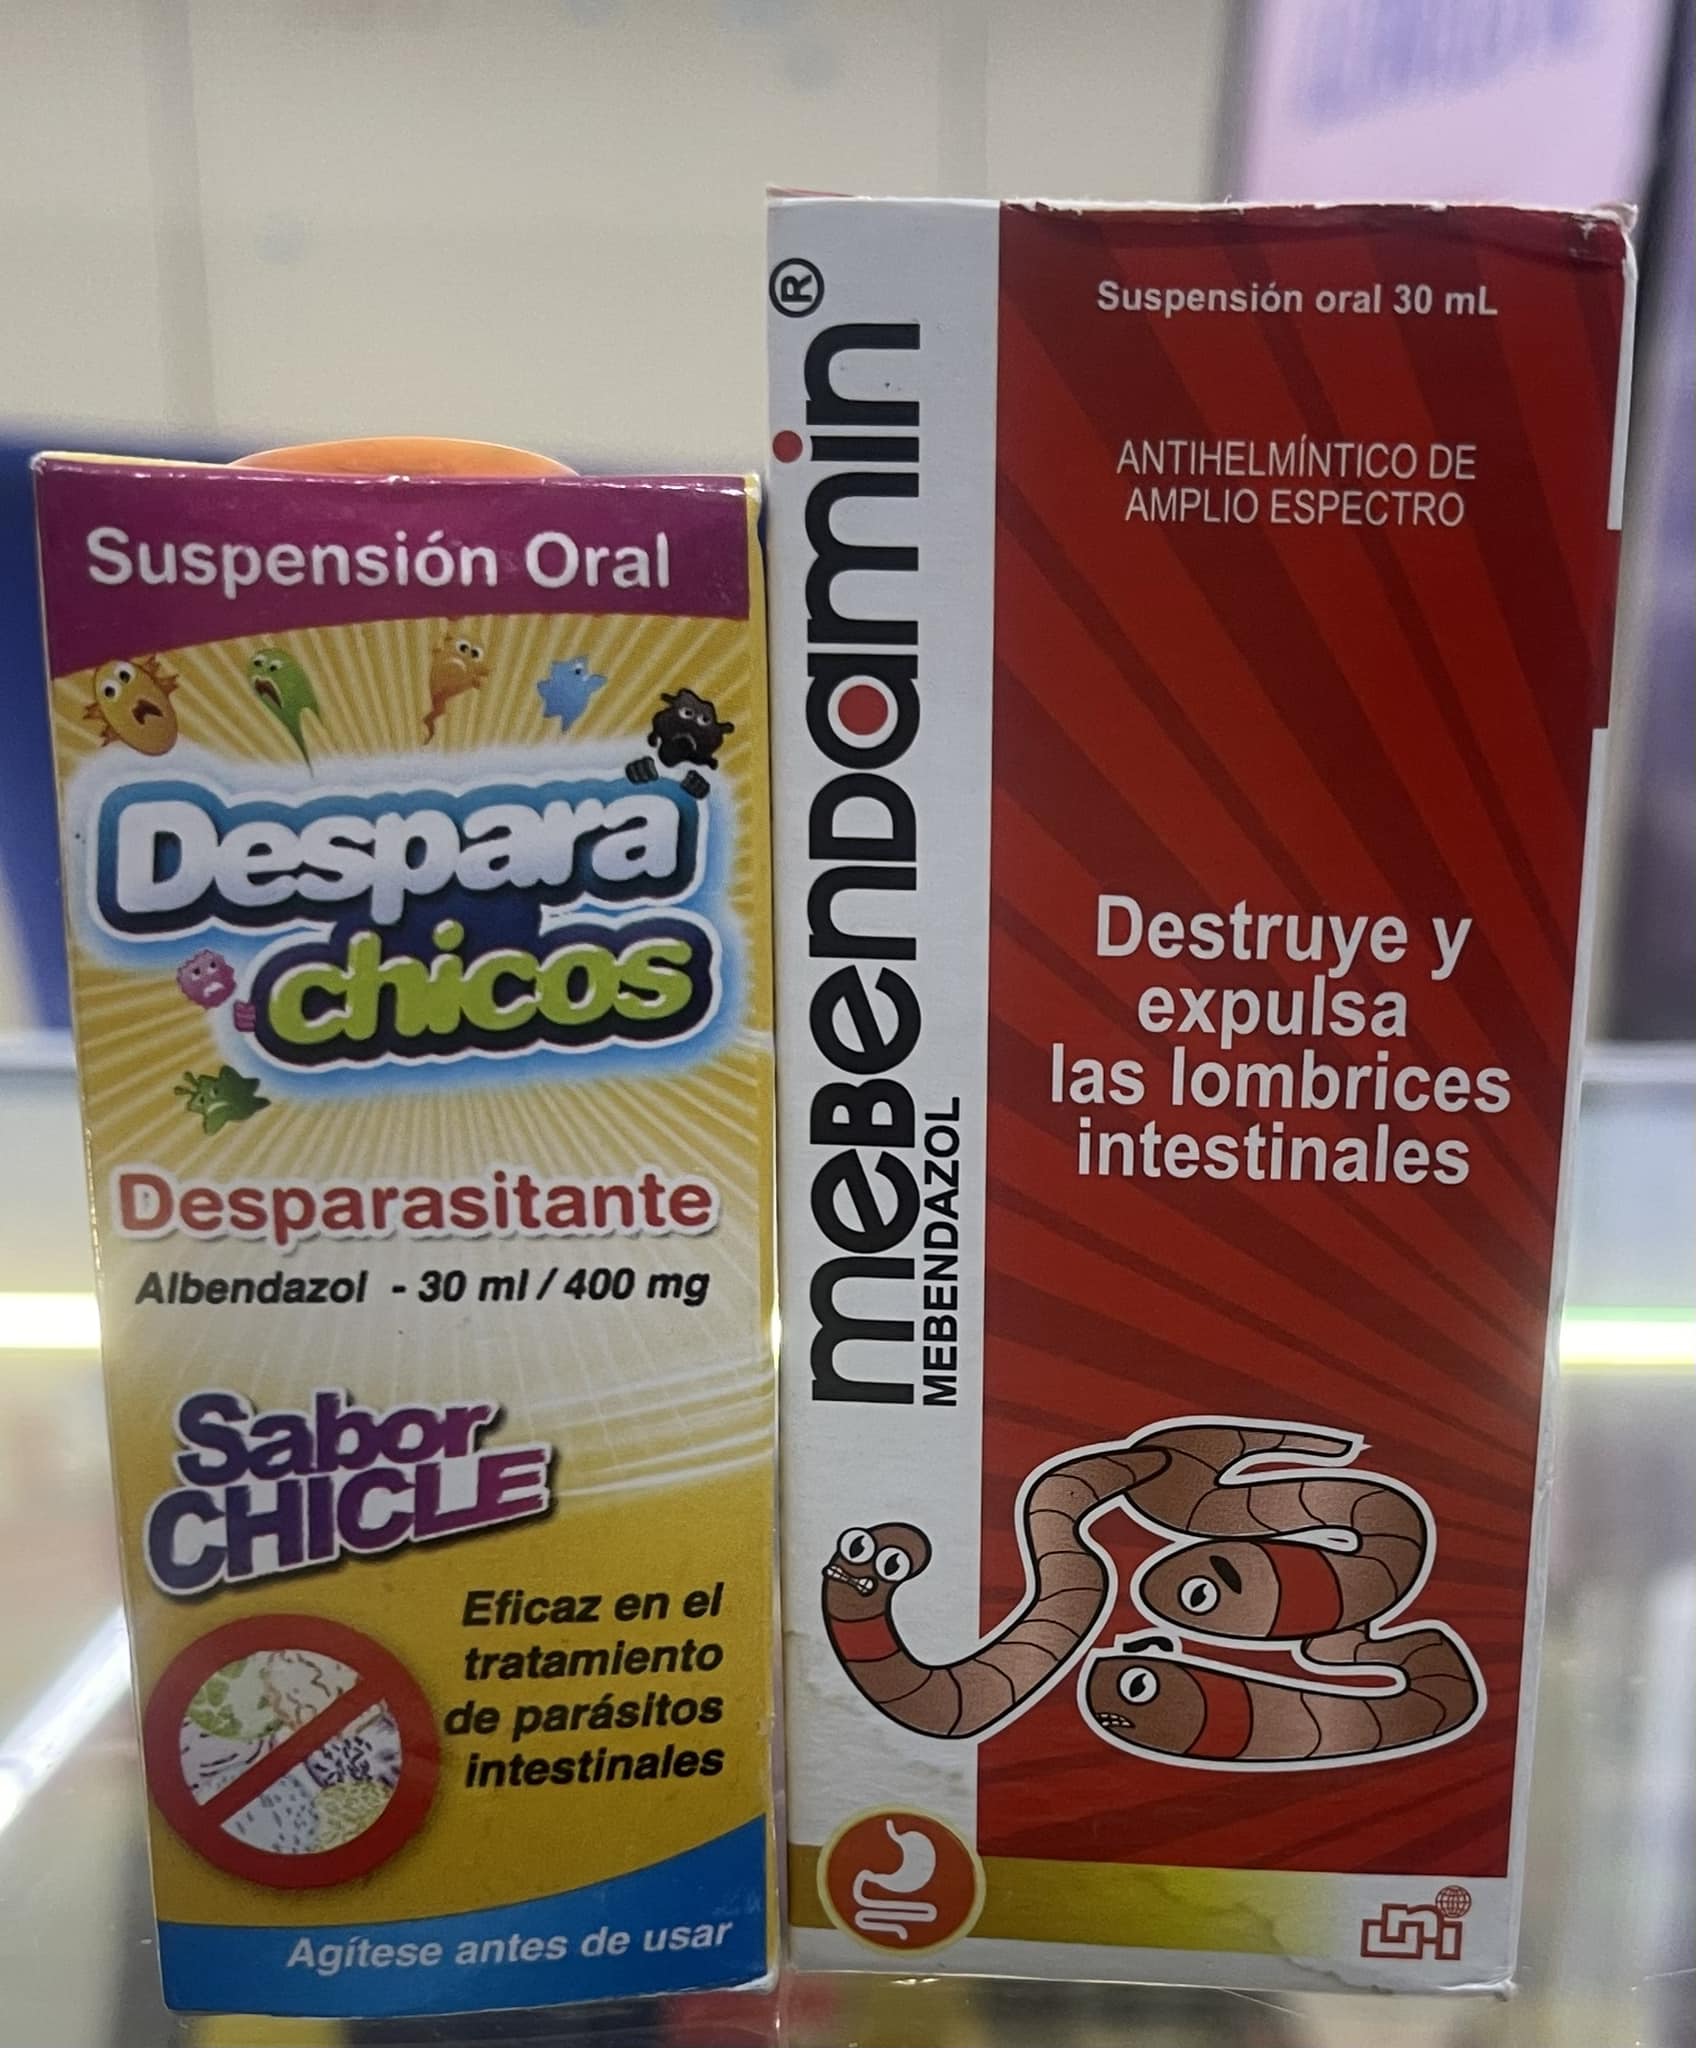 Suspensión Oral
Despara
chicos
Desparasitante
Albendazol - 30 ml / 400 mg
Sabor
CHICLE
Eficaz en el
tratamiento
de parásitos
intestinales
Agítese antes de usar
meBenDamin®
MEBENDAZOL
Suspensión oral 30 mL
ANTIHELMÍNTICO DE
AMPLIO ESPECTRO
Destruye y
expulsa
las lombrices
intestinales